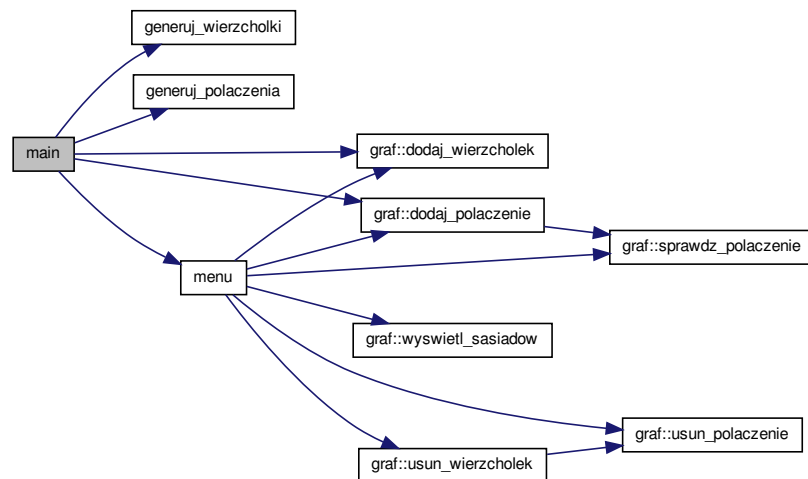 generuj_wierzcholki
generuj_polaczenia
main
graf::dodaj_wierzcholek
graf::dodaj_polaczenie
graf::sprawdz_polaczenie
menu
graf::wyswietl_sasiadow
graf::usun_polaczenie
graf::usun_wierzcholek